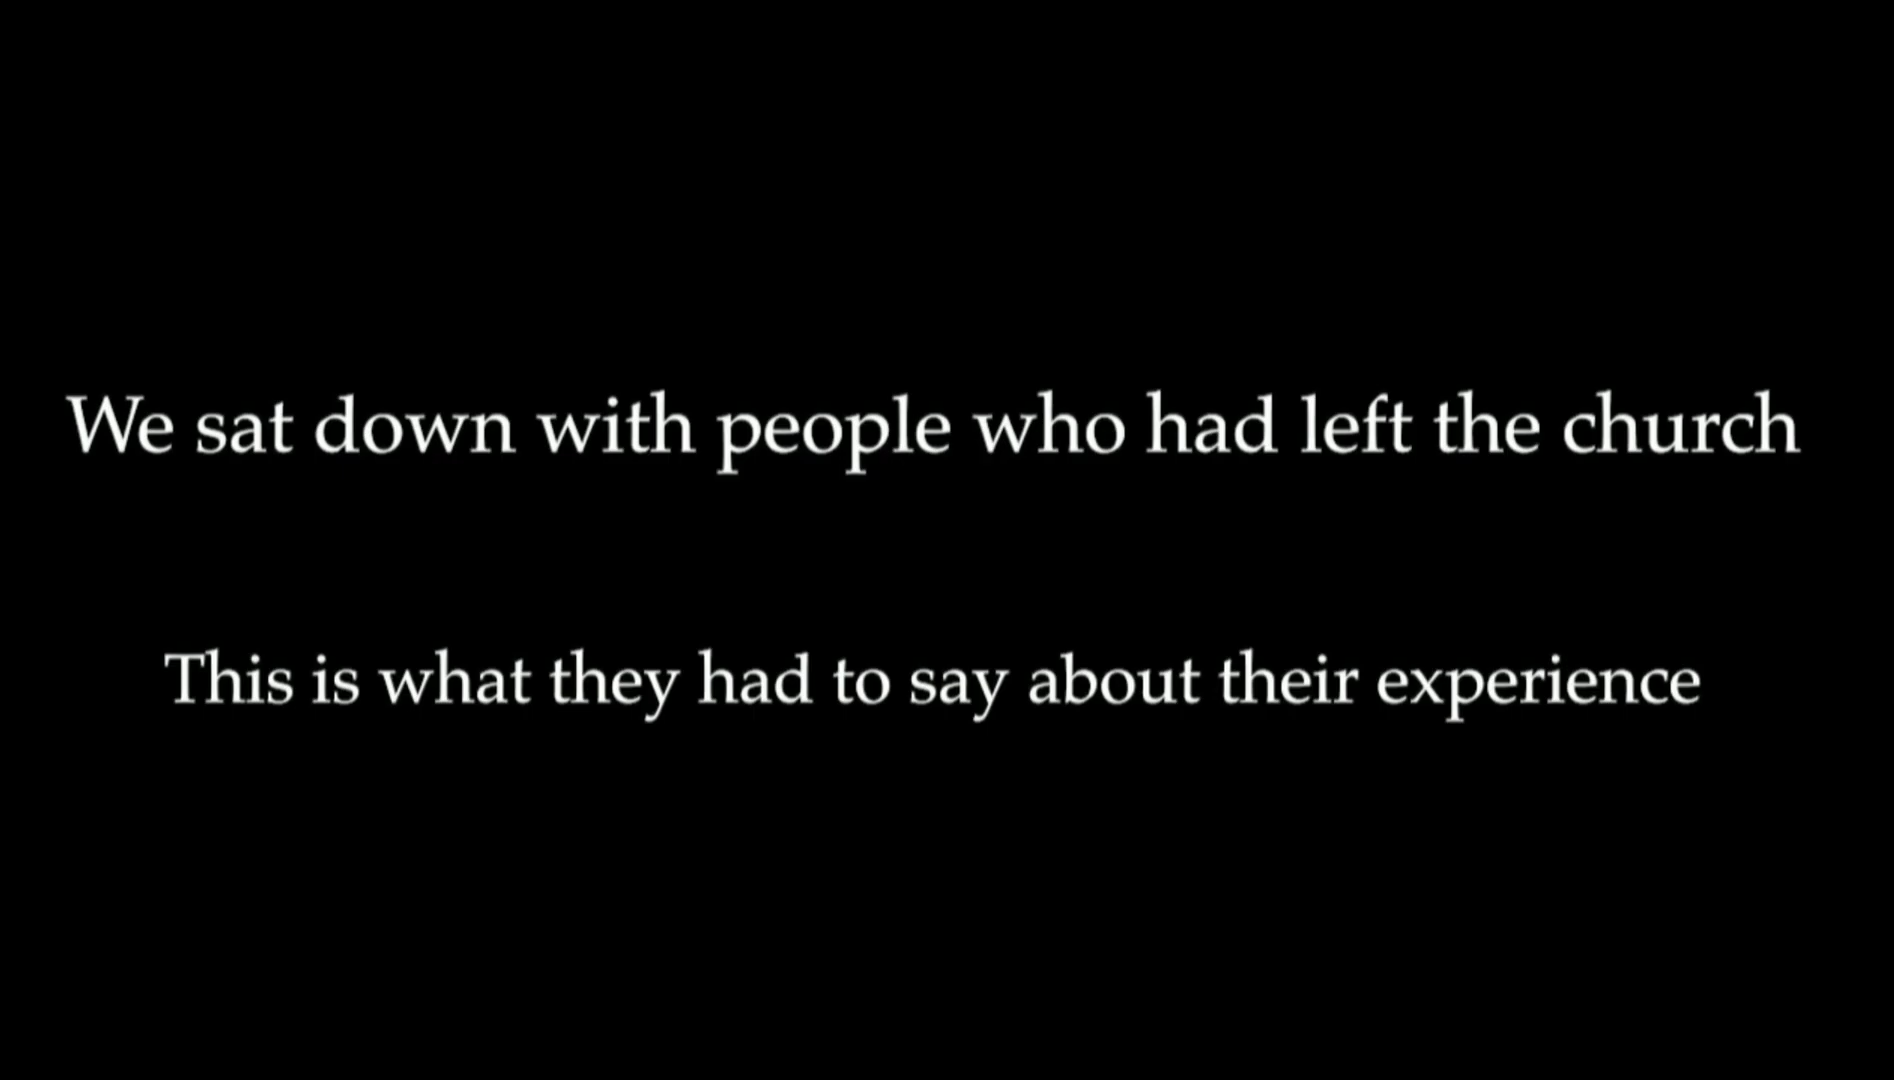 We sat down with people who had left the church
This is what they had to say about their experience